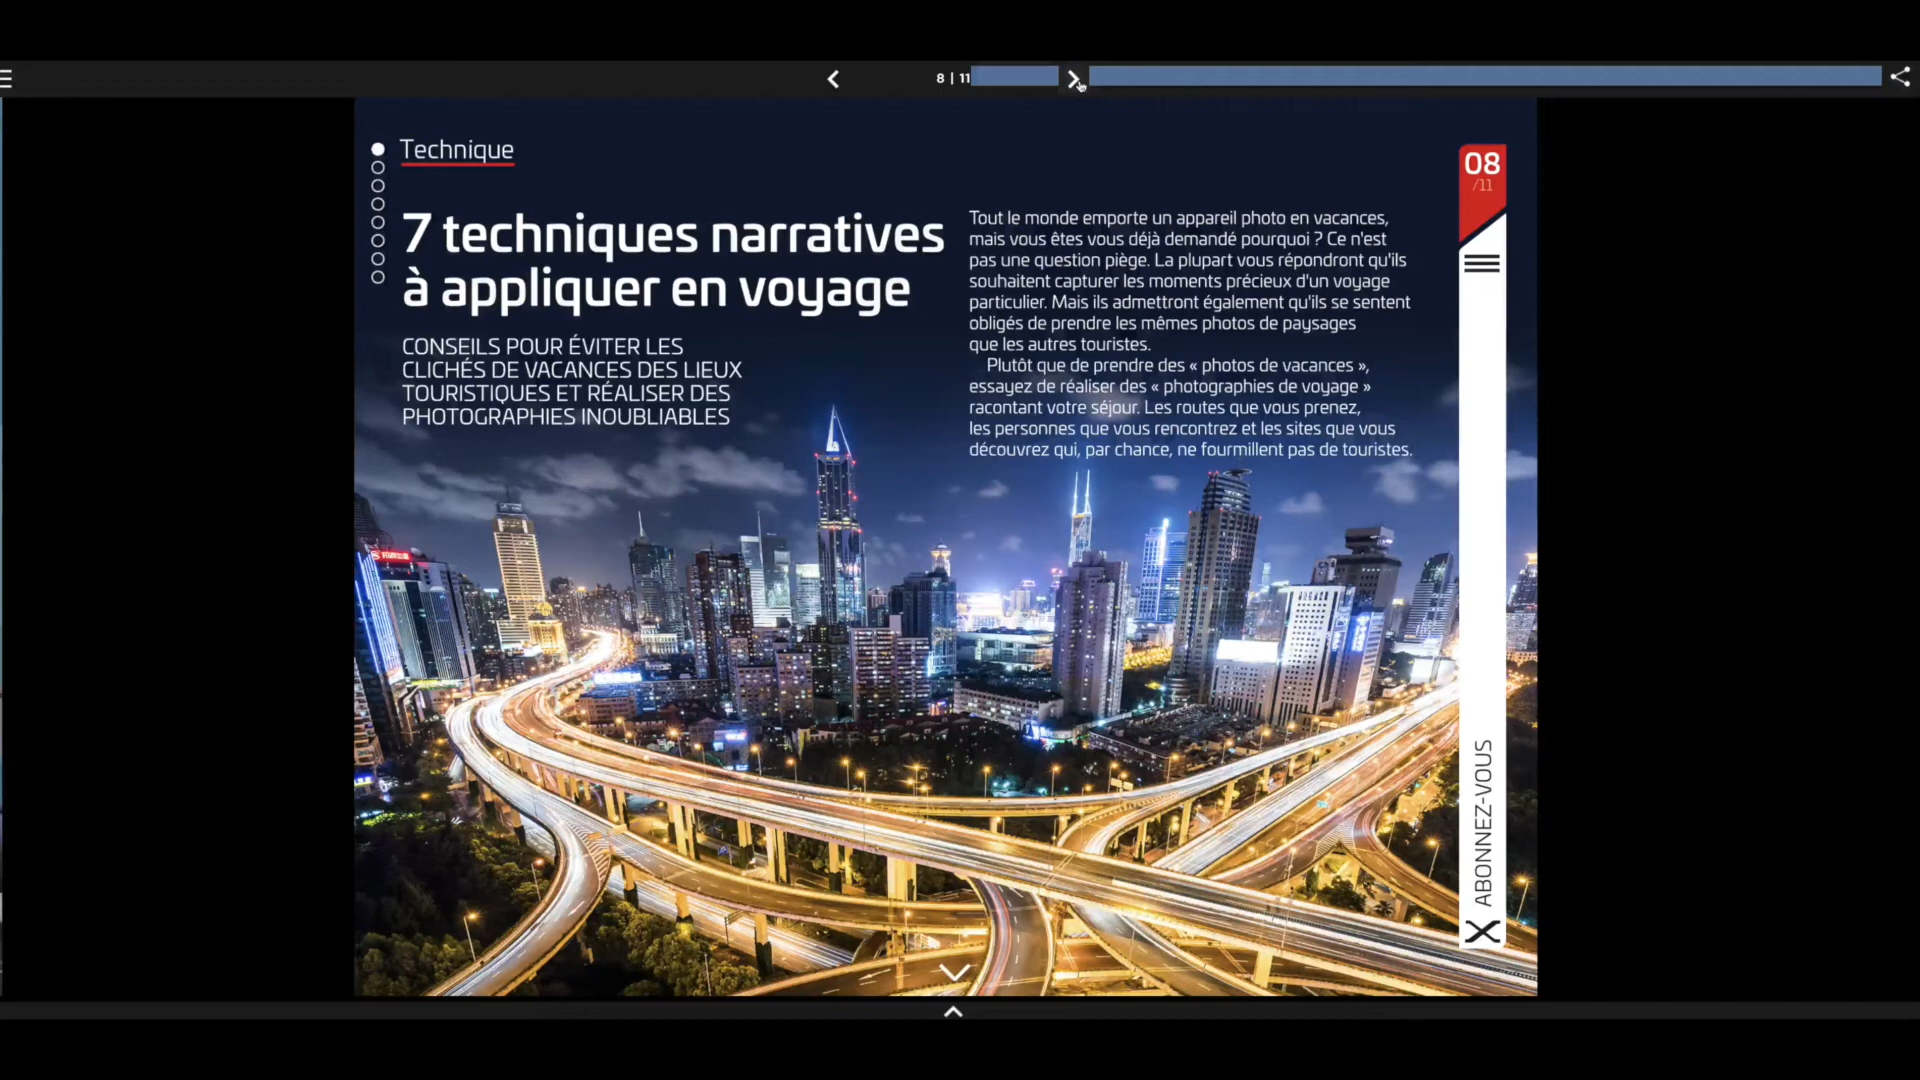 8 | 11
Technique
7 techniques narratives
à appliquer en voyage
CONSEILS POUR ÉVITER LES
CLICHÉS DE VACANCES DES LIEUX
TOURISTIQUES ET RÉALISER DES
PHOTOGRAPHIES INOUBLIABLES
Tout le monde emporte un appareil photo en vacances,
mais vous êtes vous déjà demandé pourquoi ? Ce n'est
pas une question piège. La plupart vous répondront qu'ils
souhaitent capturer les moments précieux d'un voyage
particulier. Mais ils admettront également qu'ils se sentent
obligés de prendre les mêmes photos de paysages
que les autres touristes.
Plutôt que de prendre des « photos de vacances »,
essayez de réaliser des « photographies de voyage »
racontant votre séjour. Les routes que vous prenez,
les personnes que vous rencontrez et les sites que vous
découvrez qui, par chance, ne fourmillent pas de touristes.
08
/11
ABONNEZ-VOUS